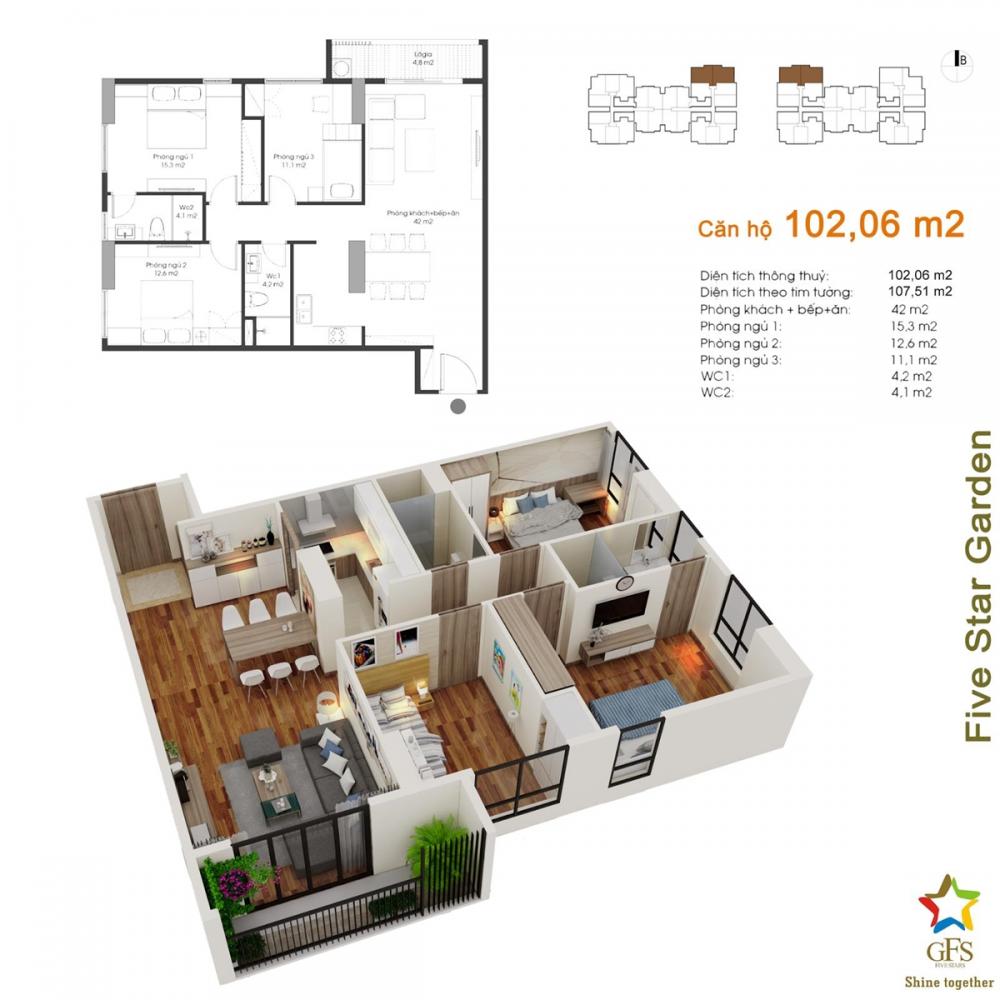 Lôgia
4,8 m2
Phòng ngủ 1
15,3 m2
Phòng ngủ 3
11,1 m2
Wc2
4,1 m2
Phòng khách+bếp+ăn
42 m2
Phòng ngủ 2
12,6 m2
Wc1
4,2 m2
B
Căn hộ 102,06 m2
Diện tích thông thuỷ: 102,06 m2
Diện tích theo tim tường: 107,51 m2
Phòng khách + bếp+ăn: 42 m2
Phòng ngủ 1: 15,3 m2
Phòng ngủ 2: 12,6 m2
Phòng ngủ 3: 11,1 m2
WC1: 4,2 m2
WC2: 4,1 m2
Five Star Garden
GFS
FIVE STARS
Shine together